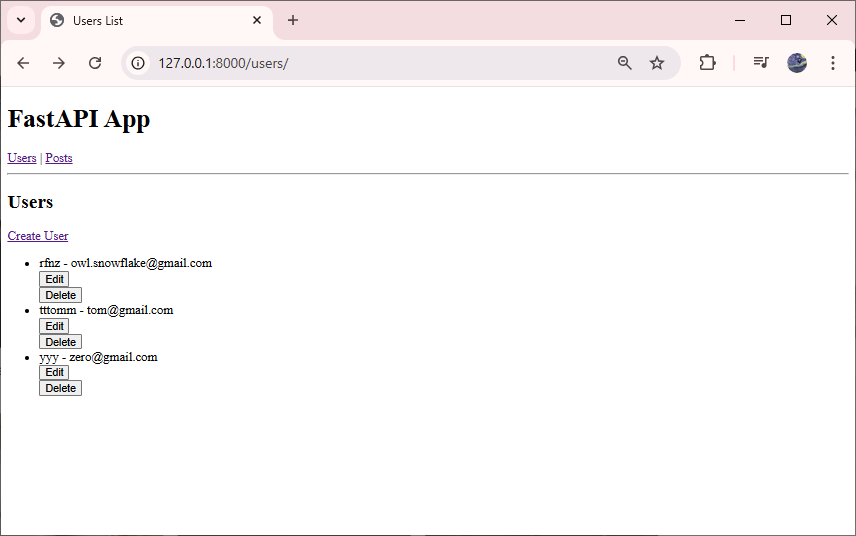 Users List
127.0.0.1:8000/users/
FastAPI App
Users | Posts
Users
Create User
rfnz - owl.snowflake@gmail.com
Edit
Delete
tttomm - tom@gmail.com
Edit
Delete
yyy - zero@gmail.com
Edit
Delete